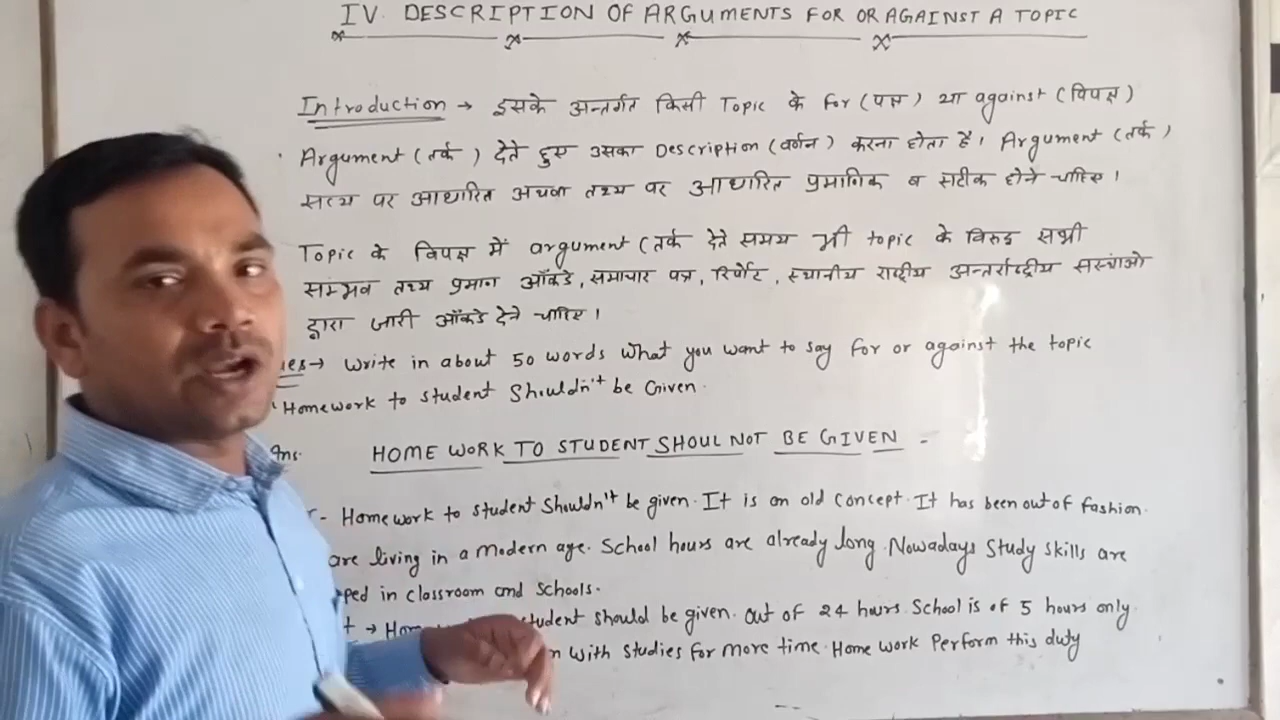 IV. DESCRIPTION OF ARGUMENTS FOR OR AGAINST A TOPIC
Introduction → इसके अन्तर्गत किसी Topic के for (पक्ष) या against (विपक्ष)
Argument (तर्क) देते हुए उसका Description (वर्णन) करना होता है। Argument (तर्क)
सत्य पर आधारित अथवा तथ्य पर आधारित प्रमाणिक व सटीक होने चाहिए।
Topic के विपक्ष में argument (तर्क देते समय भी topic के विरुद्ध सभी
सम्भव तथ्य प्रमाण आँकडे, समाचार पत्र, रिर्पोट, स्थानीय राष्ट्रीय अन्तर्राष्ट्रीय सस्थाओ
द्वारा जारी आँकडे देने चाहिए।
→ Write in about 50 words what you want to say for or against the topic
'Homework to student Shouldn't be Given.
Ans. HOME WORK TO STUDENT SHOUL NOT BE GIVEN -
- Homework to student Shouldn't be given. It is an old concept. It has been out of fashion.
are living in a modern age. School hours are already long. Nowadays Study skills are
ped in classroom and Schools.
→ student should be given. Out of 24 hours. School is of 5 hours only.
with studies for more time. Home work Perform this duty